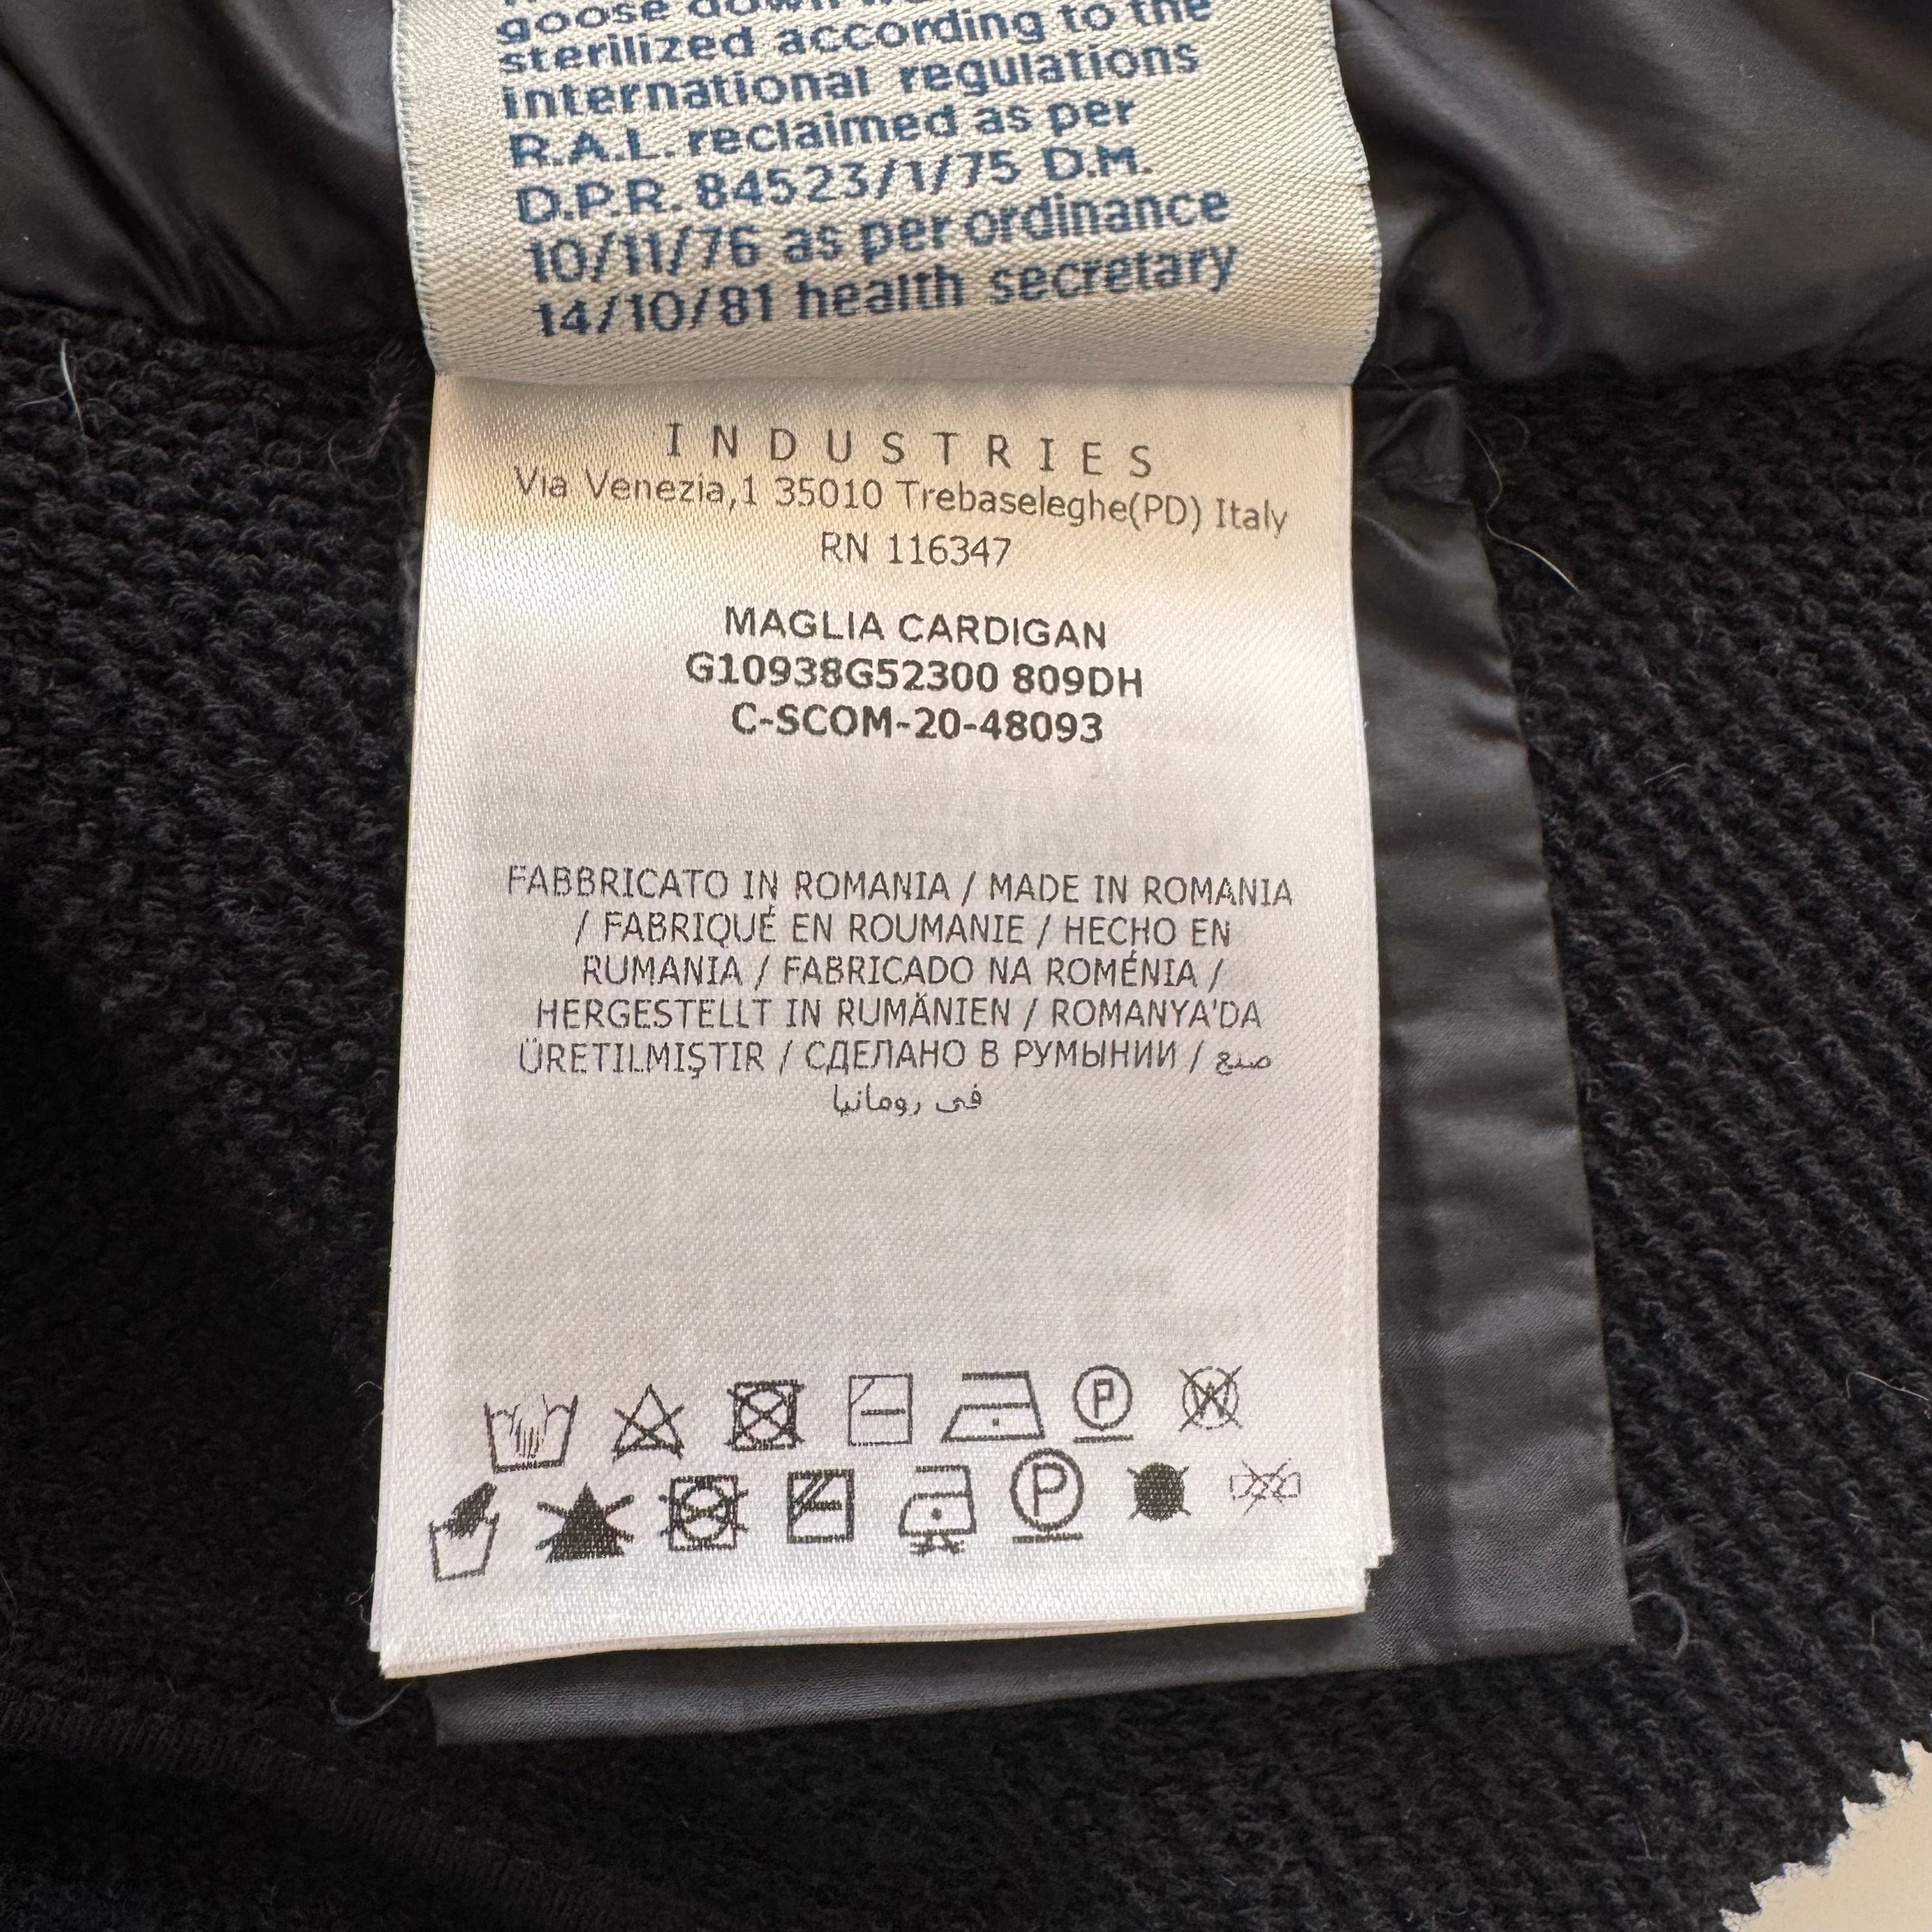 goose down
sterilized according to the
international regulations
R.A.L. reclaimed as per
D.P.R. 84523/1/75 D.M.
10/11/76 as per ordinance
14/10/81 health secretary
INDUSTRIES
Via Venezia,1 35010 Trebaseleghe(PD) Italy
RN 116347
MAGLIA CARDIGAN
G10938G52300 809DH
C-SCOM-20-48093
FABBRICATO IN ROMANIA / MADE IN ROMANIA
/ FABRIQUÉ EN ROUMANIE / HECHO EN
RUMANIA / FABRICADO NA ROMÉNIA /
HERGESTELLT IN RUMÄNIEN / ROMANYA'DA
ÜRETILMIŞTIR / СДЕЛАНО В РУМЫНИИ / صنع
في رومانيا
P W
P